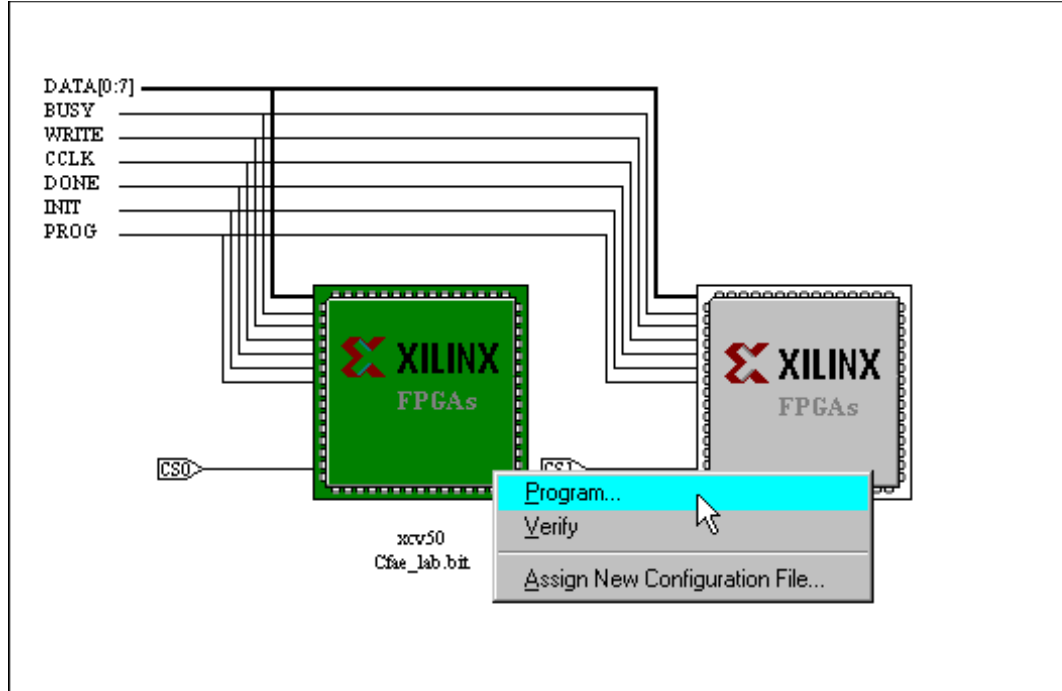 DATA[0:7]
BUSY
WRITE
CCLK
DONE
INIT
PROG
XILINX
FPGAs
XILINX
FPGAs
CS0
CS1
Program...
Verify
Assign New Configuration File...
xcv50
Cfae_lab.bit